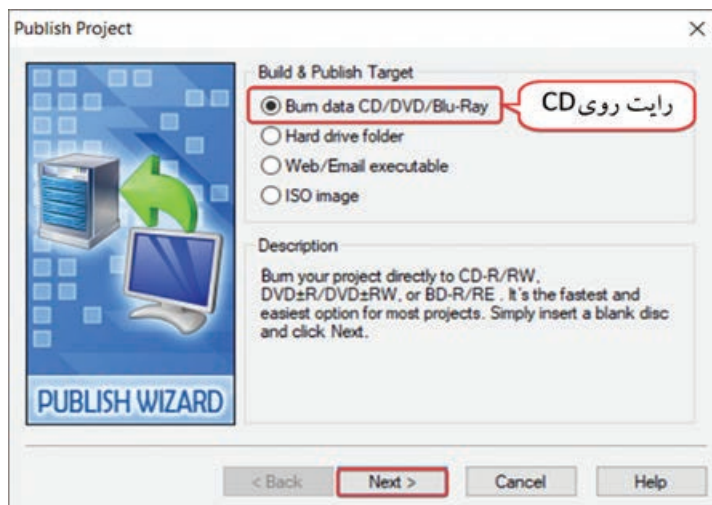 Publish Project
Build & Publish Target
Burn data CD/DVD/Blu-Ray
رایت روی CD
Hard drive folder
Web/Email executable
ISO image
Description
Burn your project directly to CD-R/RW,
DVD±R/DVD±RW, or BD-R/RE . It's the fastest and
easiest option for most projects. Simply insert a blank disc
and click Next.
PUBLISH WIZARD
< Back
Next >
Cancel
Help